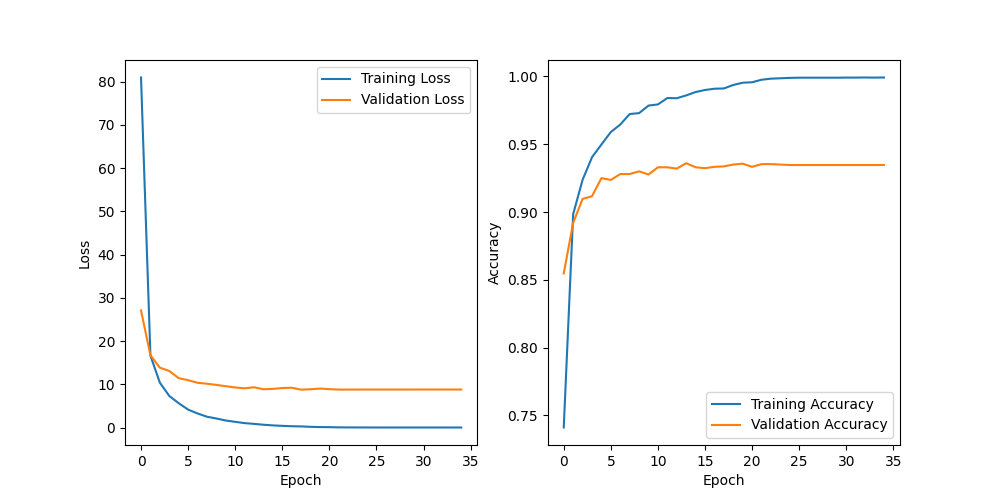 80
70
60
50
40
30
20
10
0
Loss
0 5 10 15 20 25 30 35
Epoch
Training Loss
Validation Loss
1.00
0.95
0.90
0.85
0.80
0.75
Accuracy
0 5 10 15 20 25 30 35
Epoch
Training Accuracy
Validation Accuracy